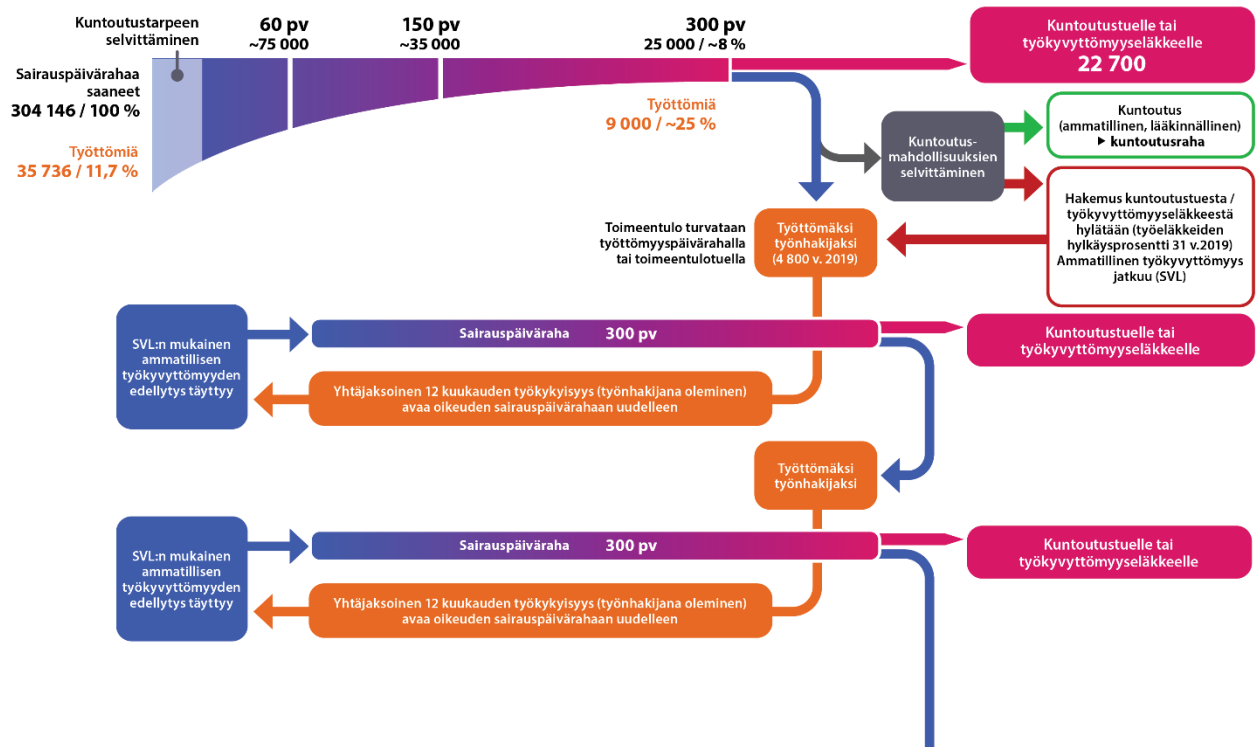 Kuntoutustarpeen
selvittäminen
60 pv
~75 000
150 pv
~35 000
300 pv
25 000 / ~8 %
Kuntoutustuelle tai
työkyvyttömyyseläkkeelle
22 700
Sairauspäivärahaa
saaneet
304 146 / 100 %
Työttömiä
35 736 / 11,7 %
Työttömiä
9 000 / ~25 %
Kuntoutus-
mahdollisuuksien
selvittäminen
Kuntoutus
(ammatillinen, lääkinnällinen)
▶ kuntoutusraha
Hakemus kuntoutustuesta /
työkyvyttömyyseläkkeestä
hylätään (työeläkkeiden
hylkäysprosentti 31 v.2019)
Ammatillinen työkyvyttömyys
jatkuu (SVL)
Toimeentulo turvataan
työttömyyspäivärahalla
tai toimeentulotuella
Työttömäksi
työnhakijaksi
(4 800 v. 2019)
SVL:n mukainen
ammatillisen
työkyvyttömyyden
edellytys täyttyy
Sairauspäiväraha 300 pv
Kuntoutustuelle tai
työkyvyttömyyseläkkeelle
Yhtäjaksoinen 12 kuukauden työkykyisyys (työnhakijana oleminen)
avaa oikeuden sairauspäivärahaan uudelleen
Työttömäksi
työnhakijaksi
SVL:n mukainen
ammatillisen
työkyvyttömyyden
edellytys täyttyy
Sairauspäiväraha 300 pv
Kuntoutustuelle tai
työkyvyttömyyseläkkeelle
Yhtäjaksoinen 12 kuukauden työkykyisyys (työnhakijana oleminen)
avaa oikeuden sairauspäivärahaan uudelleen